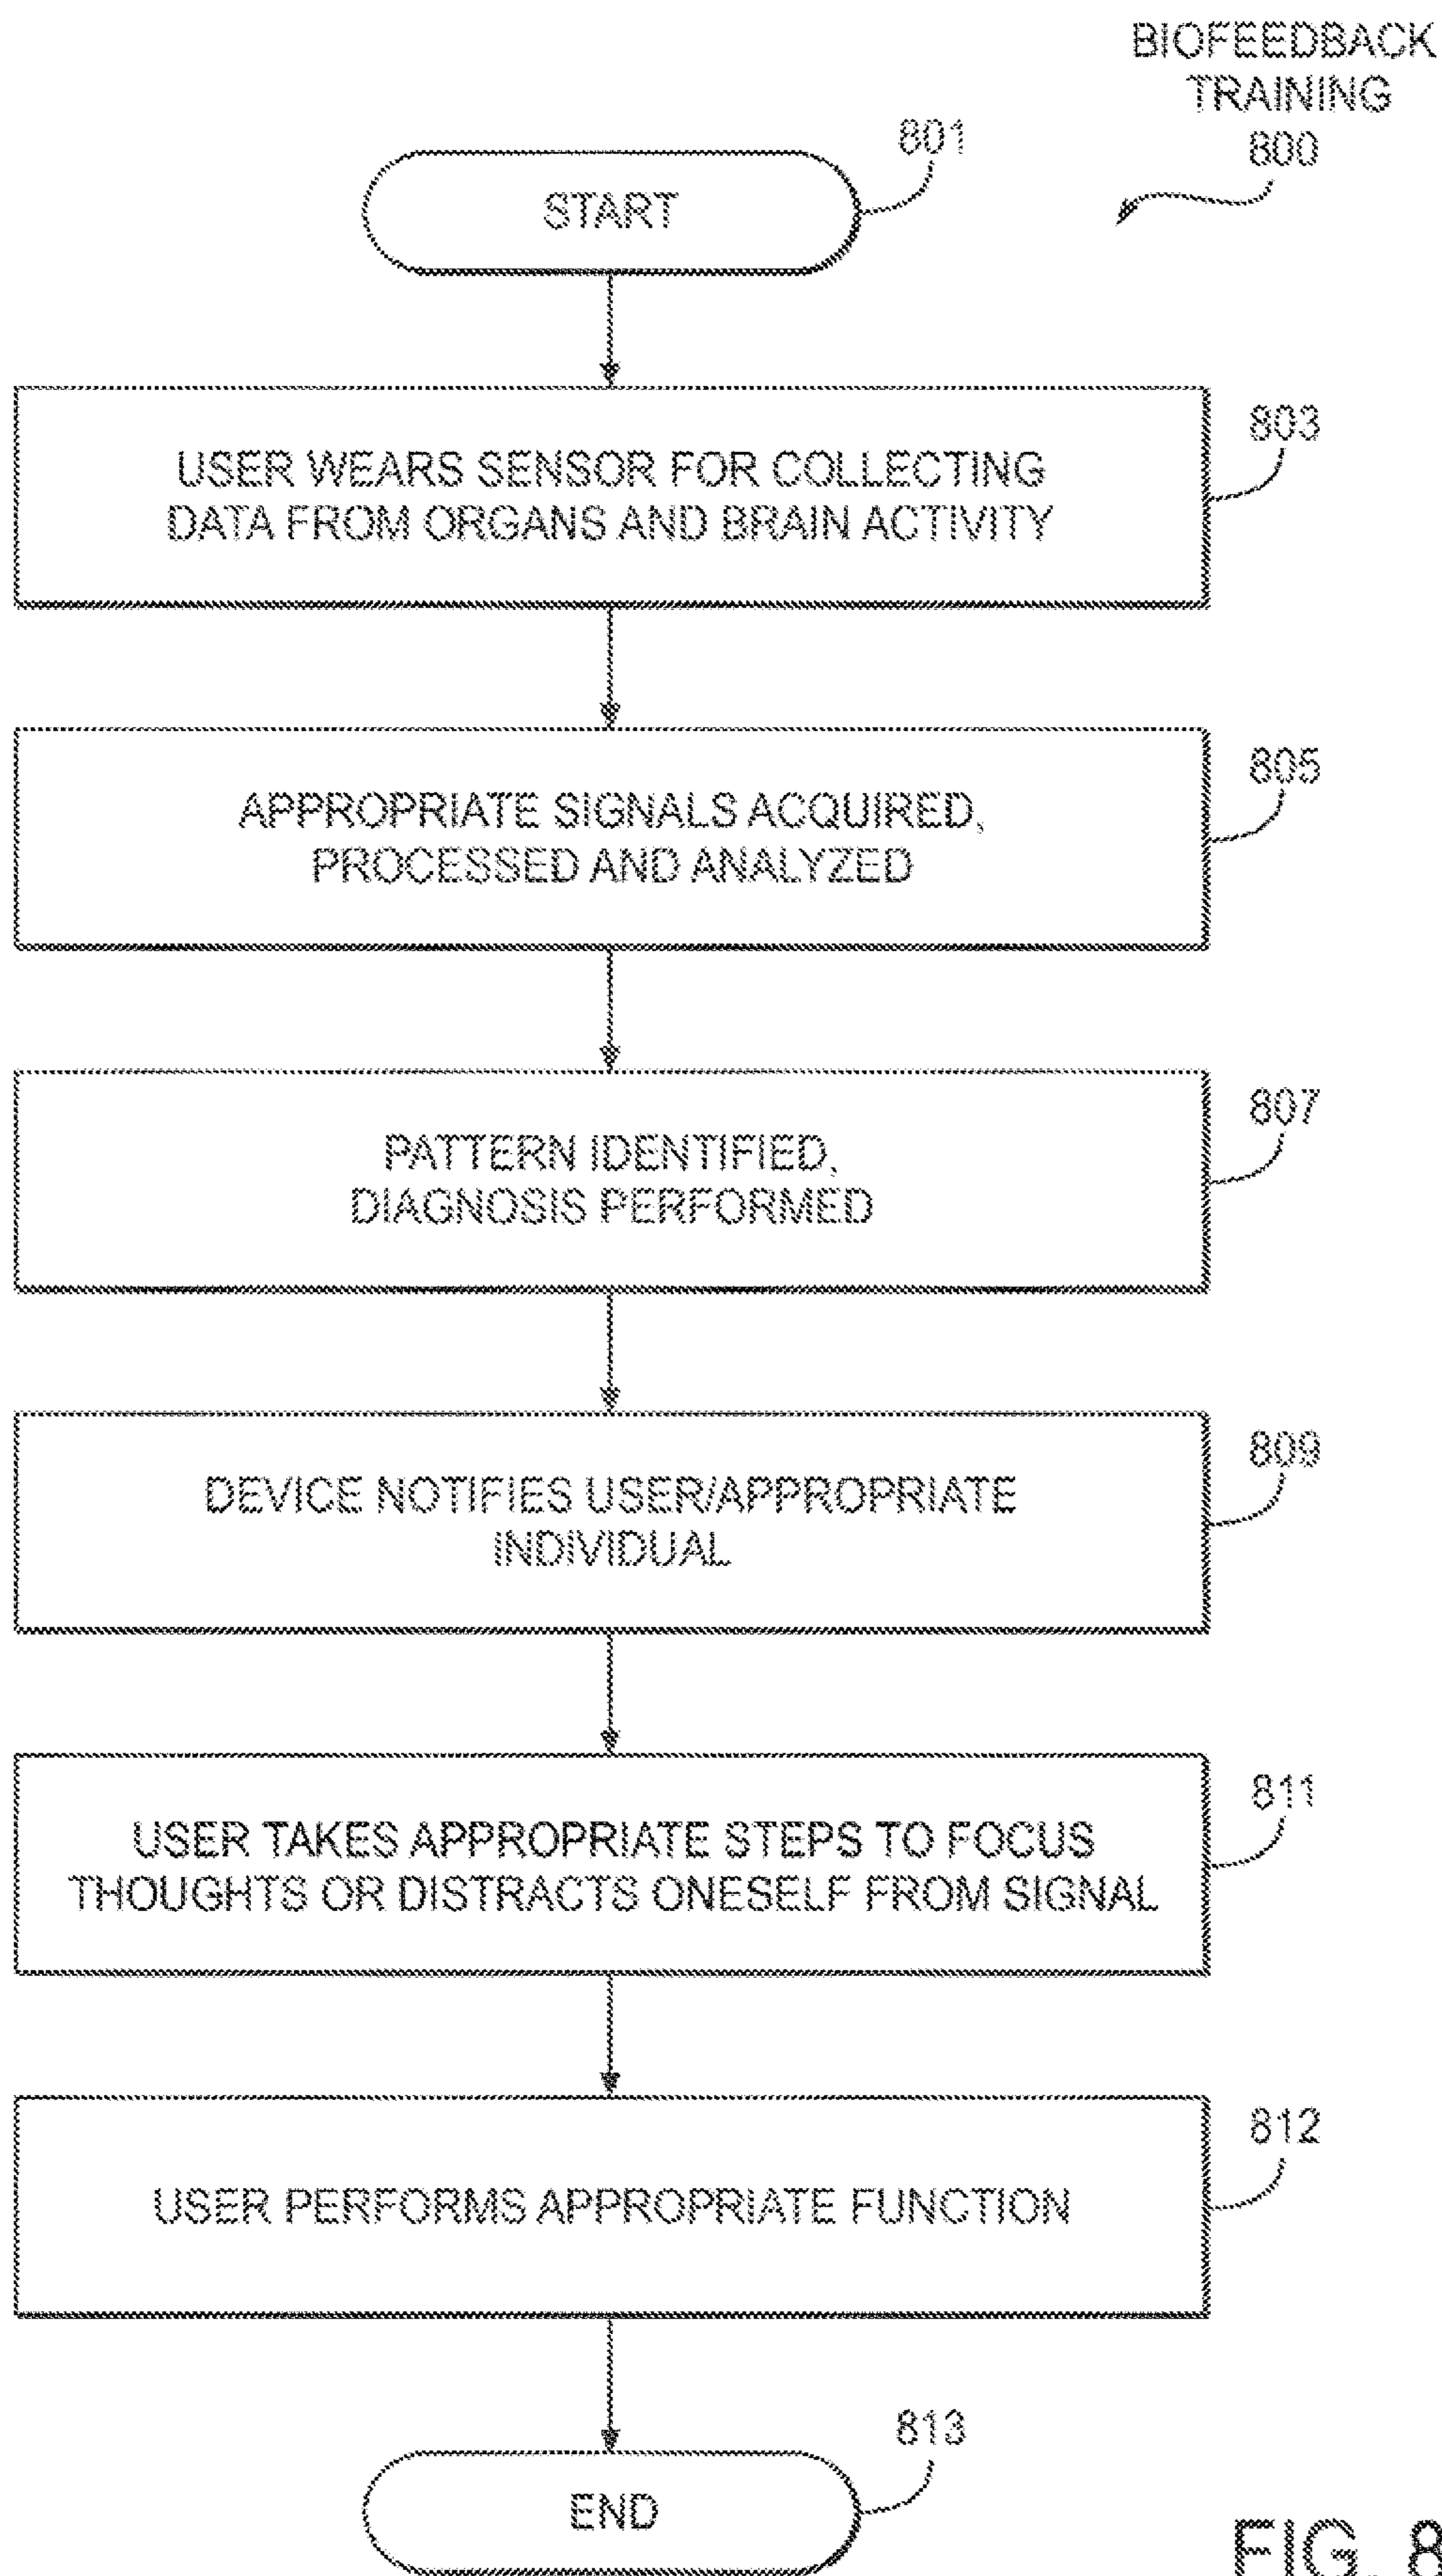 BIOFEEDBACK
TRAINING
800
801
START
803
USER WEARS SENSOR FOR COLLECTING
DATA FROM ORGANS AND BRAIN ACTIVITY
805
APPROPRIATE SIGNALS ACQUIRED,
PROCESSED AND ANALYZED
807
PATTERN IDENTIFIED,
DIAGNOSIS PERFORMED
809
DEVICE NOTIFIES USER/APPROPRIATE
INDIVIDUAL
811
USER TAKES APPROPRIATE STEPS TO FOCUS
THOUGHTS OR DISTRACTS ONESELF FROM SIGNAL
812
USER PERFORMS APPROPRIATE FUNCTION
813
END
FIG. 8